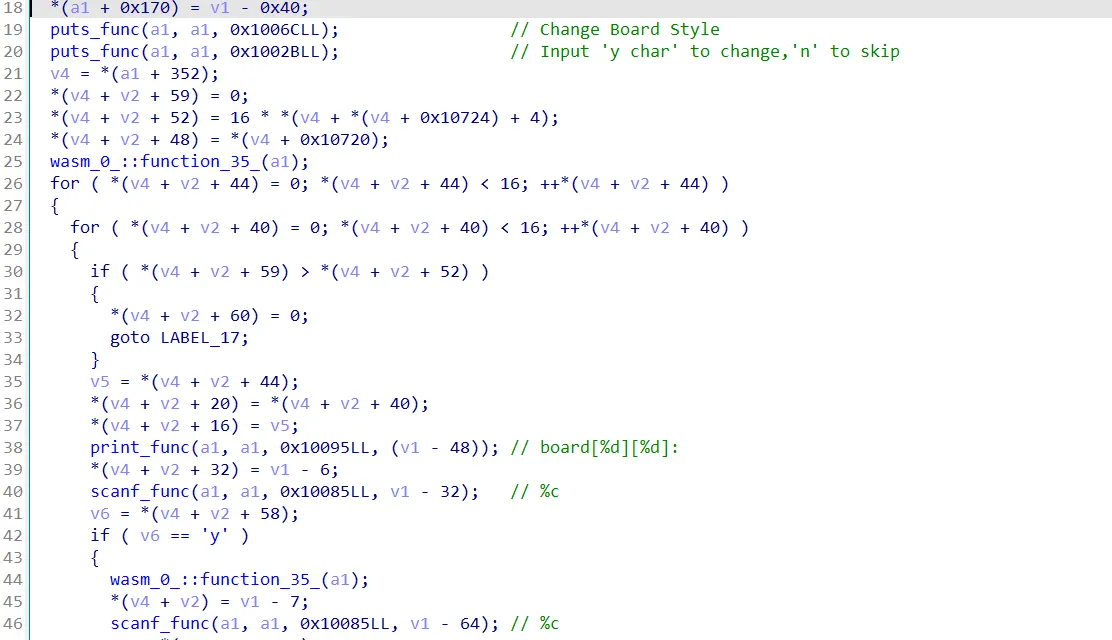 18 *(a1 + 0x170) = v1 - 0x40;
19 puts_func(a1, a1, 0x1006CLL); // Change Board Style
20 puts_func(a1, a1, 0x1002BLL); // Input 'y char' to change,'n' to skip
21 v4 = *(a1 + 352);
22 *(v4 + v2 + 59) = 0;
23 *(v4 + v2 + 52) = 16 * *(v4 + *(v4 + 0x10724) + 4);
24 *(v4 + v2 + 48) = *(v4 + 0x10720);
25 wasm_0_::function_35_(a1);
26 for ( *(v4 + v2 + 44) = 0; *(v4 + v2 + 44) < 16; ++*(v4 + v2 + 44) )
27 {
28 for ( *(v4 + v2 + 40) = 0; *(v4 + v2 + 40) < 16; ++*(v4 + v2 + 40) )
29 {
30 if ( *(v4 + v2 + 59) > *(v4 + v2 + 52) )
31 {
32 *(v4 + v2 + 60) = 0;
33 goto LABEL_17;
34 }
35 v5 = *(v4 + v2 + 44);
36 *(v4 + v2 + 20) = *(v4 + v2 + 40);
37 *(v4 + v2 + 16) = v5;
38 print_func(a1, a1, 0x10095LL, (v1 - 48)); // board[%d][%d]:
39 *(v4 + v2 + 32) = v1 - 6;
40 scanf_func(a1, a1, 0x10085LL, v1 - 32); // %c
41 v6 = *(v4 + v2 + 58);
42 if ( v6 == 'y' )
43 {
44 wasm_0_::function_35_(a1);
45 *(v4 + v2) = v1 - 7;
46 scanf_func(a1, a1, 0x10085LL, v1 - 64); // %c